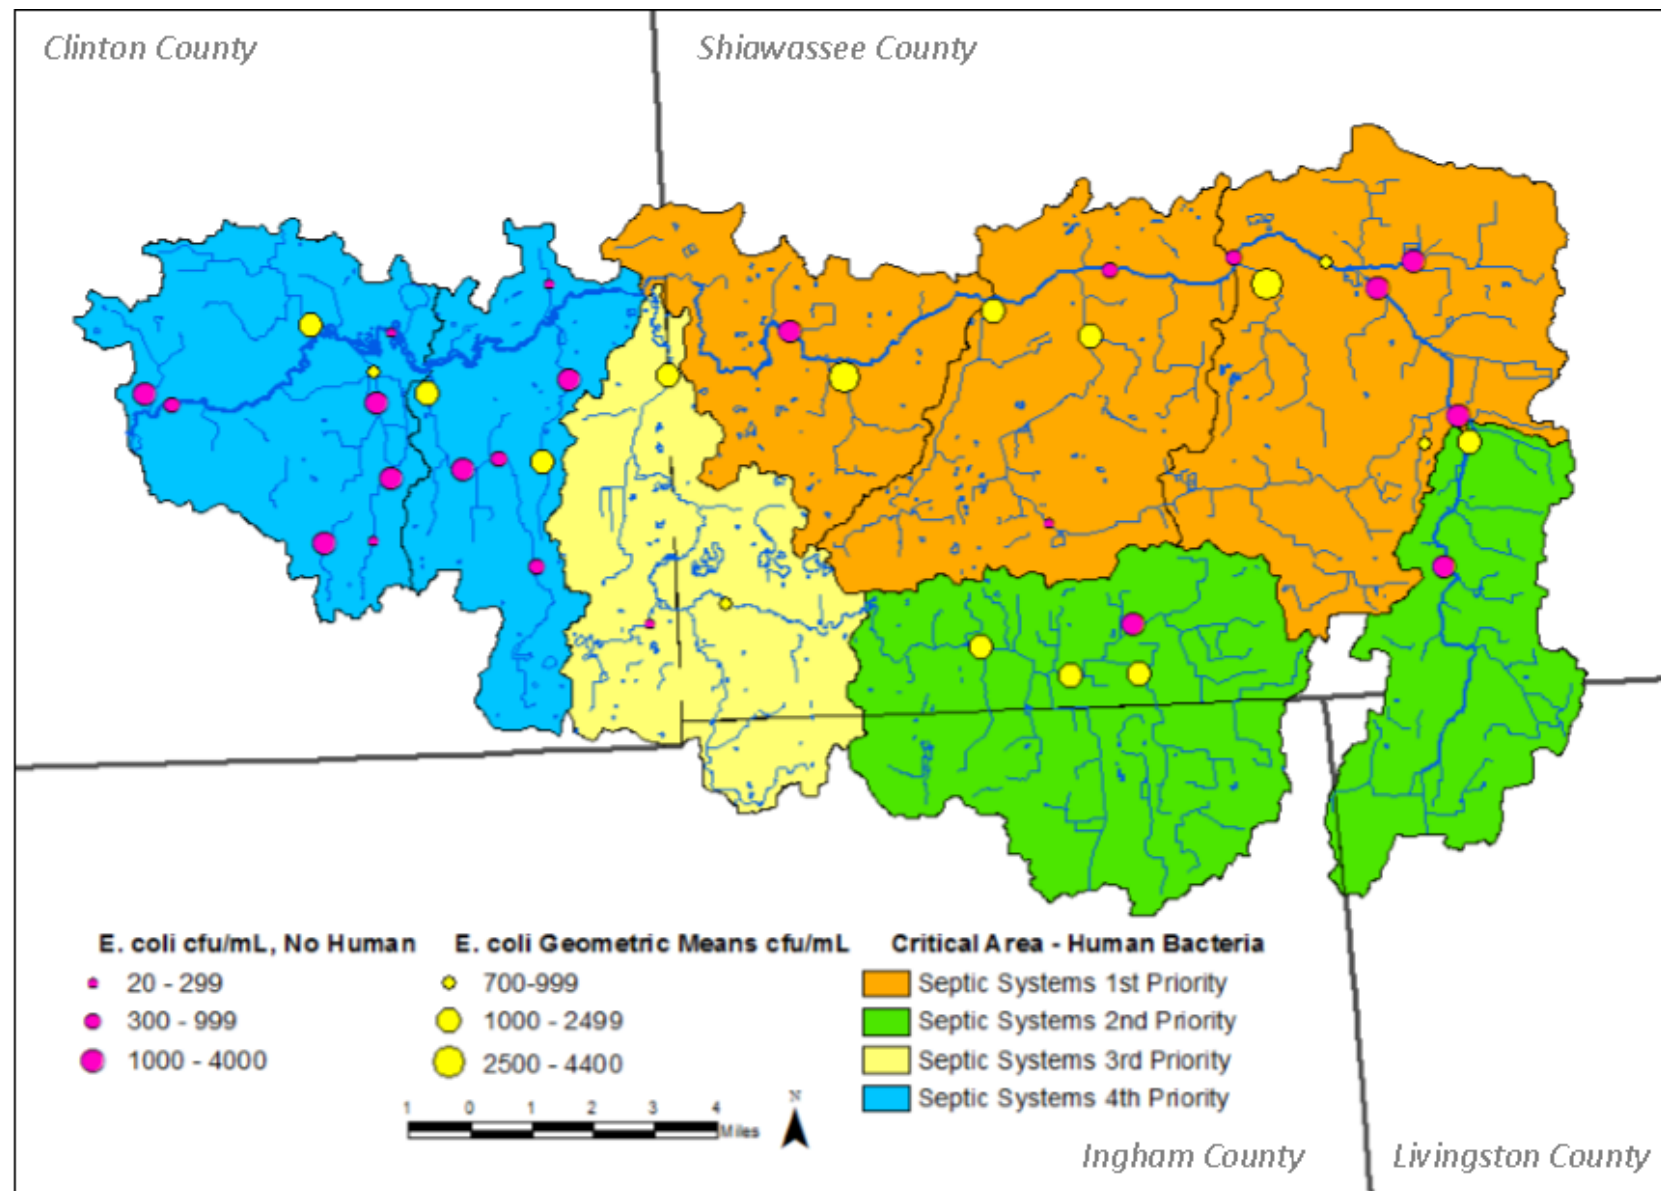 Clinton County
Shiawassee County
E. coli cfu/mL, No Human
20 - 299
300 - 999
1000 - 4000
E. coli Geometric Means cfu/mL
700-999
1000 - 2499
2500 - 4400
Critical Area - Human Bacteria
Septic Systems 1st Priority
Septic Systems 2nd Priority
Septic Systems 3rd Priority
Septic Systems 4th Priority
1 0 1 2 3 4
Miles
N
Ingham County
Livingston County